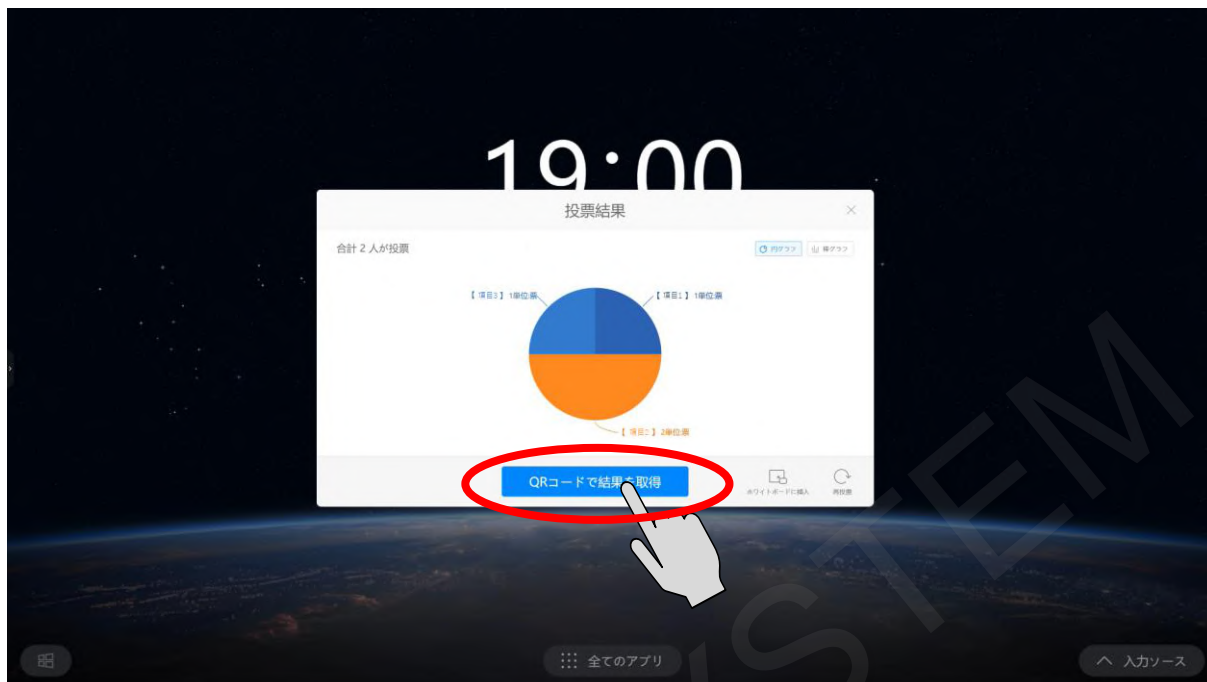 19:00
投票結果
合計 2 人が投票
円グラフ
棒グラフ
【 項目3 】 1単位票
【 項目1 】 1単位票
【 項目2 】 2単位票
QRコードで結果を取得
ホワイトボードに挿入
再投票
全てのアプリ
入力ソース
STEM